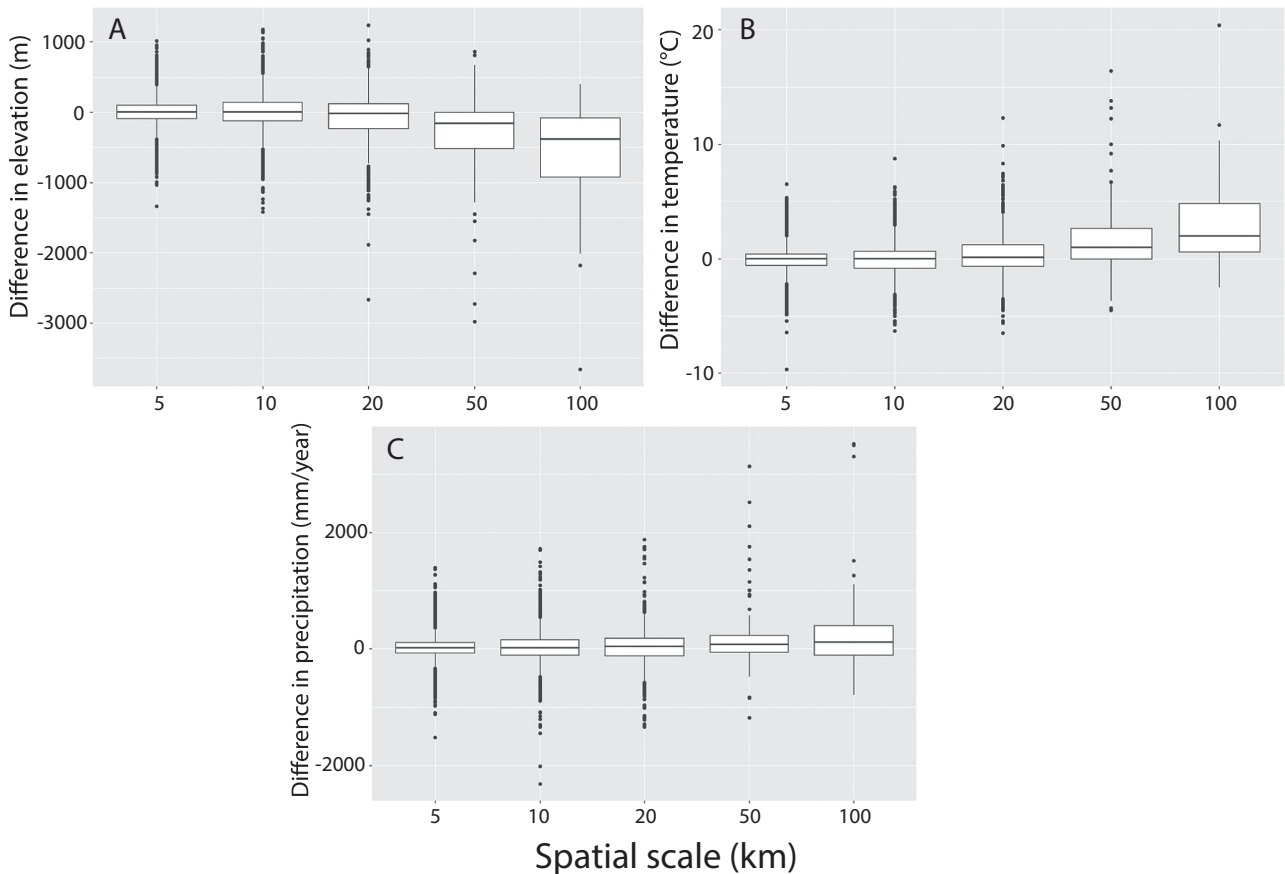 A
Difference in elevation (m)
1000
0
-1000
-2000
-3000
5 10 20 50 100
B
Difference in temperature (°C)
20
10
0
-10
5 10 20 50 100
C
Difference in precipitation (mm/year)
2000
0
-2000
5 10 20 50 100
Spatial scale (km)